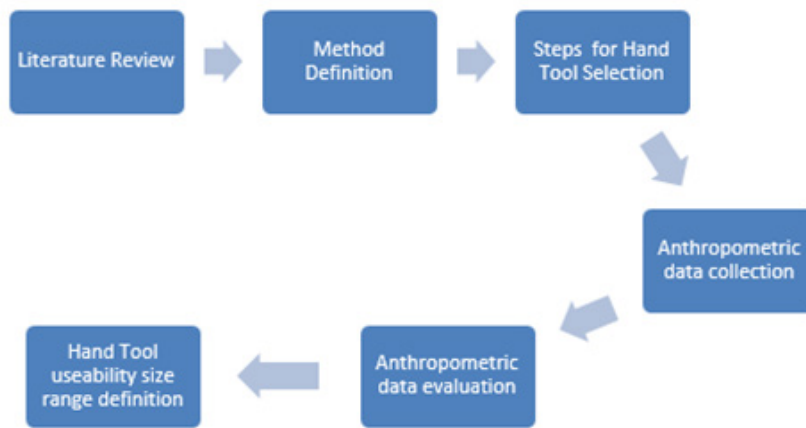 Literature Review
Method
Definition
Steps for Hand
Tool Selection
Anthropometric
data collection
Anthropometric
data evaluation
Hand Tool
useability size
range definition